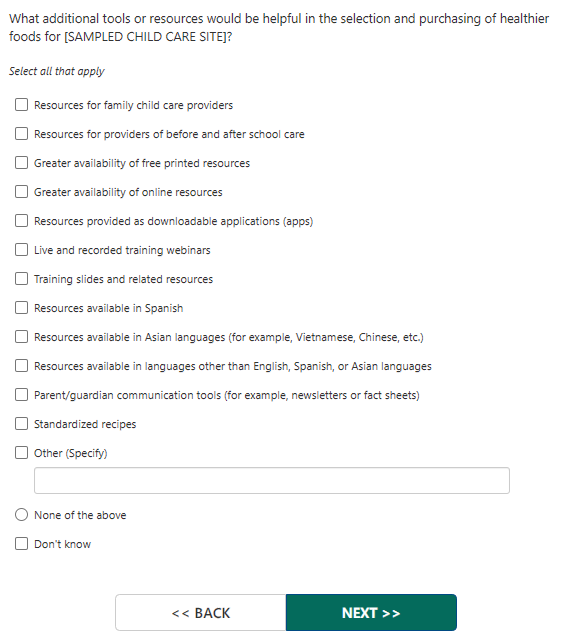 What additional tools or resources would be helpful in the selection and purchasing of healthier
foods for [SAMPLED CHILD CARE SITE]?
Select all that apply
Resources for family child care providers
Resources for providers of before and after school care
Greater availability of free printed resources
Greater availability of online resources
Resources provided as downloadable applications (apps)
Live and recorded training webinars
Training slides and related resources
Resources available in Spanish
Resources available in Asian languages (for example, Vietnamese, Chinese, etc.)
Resources available in languages other than English, Spanish, or Asian languages
Parent/guardian communication tools (for example, newsletters or fact sheets)
Standardized recipes
Other (Specify)
None of the above
Don't know
<< BACK
NEXT >>